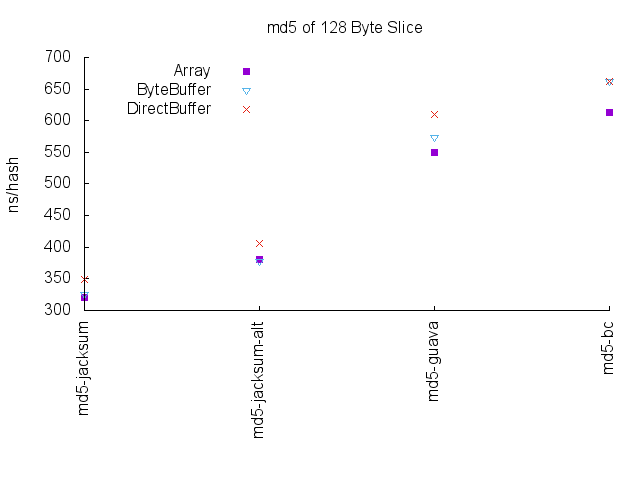 md5 of 128 Byte Slice
700
650
600
550
500
450
400
350
300
ns/hash
Array
ByteBuffer
DirectBuffer
md5-jacksum
md5-jacksum-alt
md5-guava
md5-bc